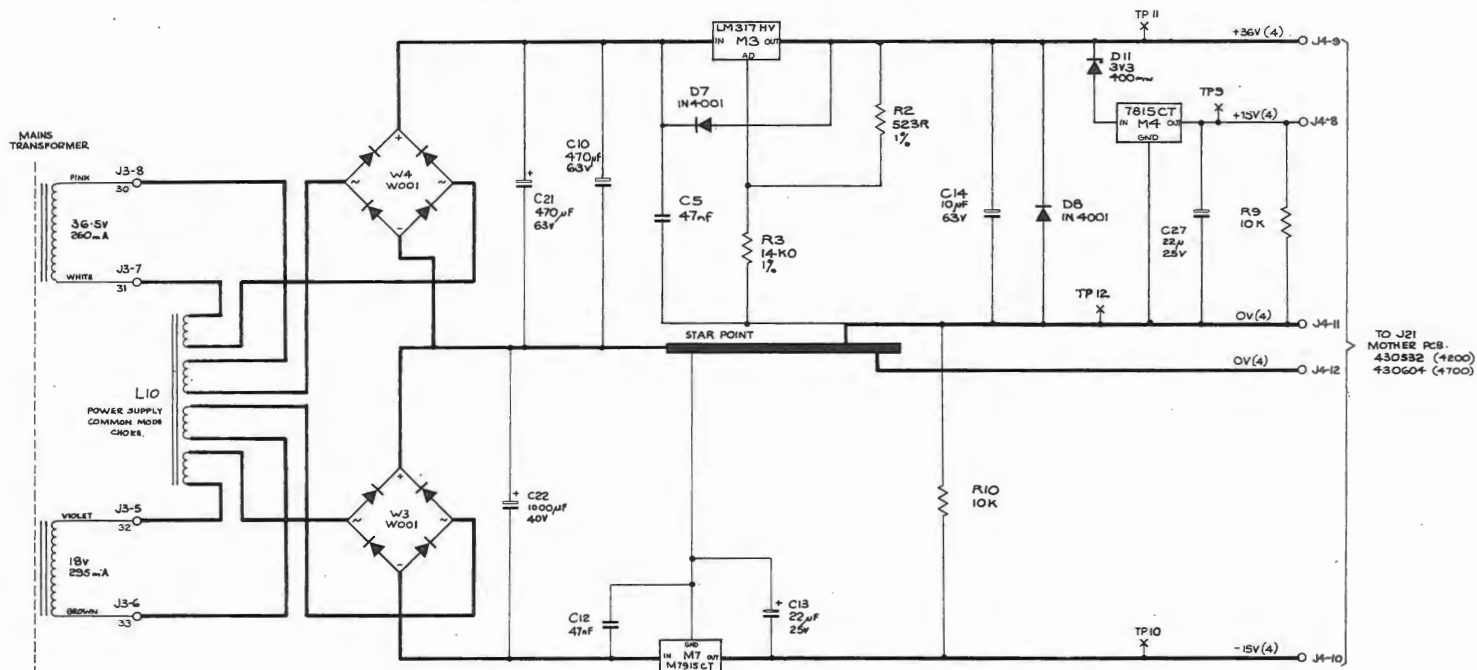 MAINS
TRANSFORMER
PINK
J3-8
30
36·5V
260mA
J3-7
WHITE
31
L10
POWER SUPPLY
COMMON MODE
CHOKE.
VIOLET
J3-5
32
18V
295mA
J3-6
BROWN
33
+
~
W4
W001
~
-
+
~
W3
W001
~
-
+
C21
470µF
63V
C10
470µF
63V
+
C22
1000µF
40V
LM317HV
IN M3 OUT
AD
D7
1N4001
C5
47nF
R2
523R
1%
R3
14K0
1%
STAR POINT
C14
10µF
63V
D8
1N4001
TP11
D11
3V3
400mW
7815CT
IN M4 OUT
GND
TP9
C27
22µ
25V
R9
10K
TP12
R10
10K
C12
47nF
+
C13
22µF
25V
GND
IN M7 OUT
M7915CT
TP10
+36V(4)
J4-9
+15V(4)
J4-8
0V(4)
J4-11
0V(4)
J4-12
-15V(4)
J4-10
TO J21
MOTHER PCB.
430532 (4200)
430604 (4700)